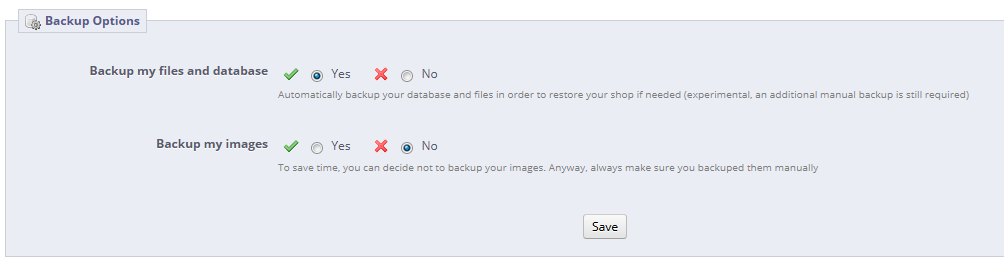 Backup Options
Backup my files and database Yes No
Automatically backup your database and files in order to restore your shop if needed (experimental, an additional manual backup is still required)
Backup my images Yes No
To save time, you can decide not to backup your images. Anyway, always make sure you backuped them manually
Save